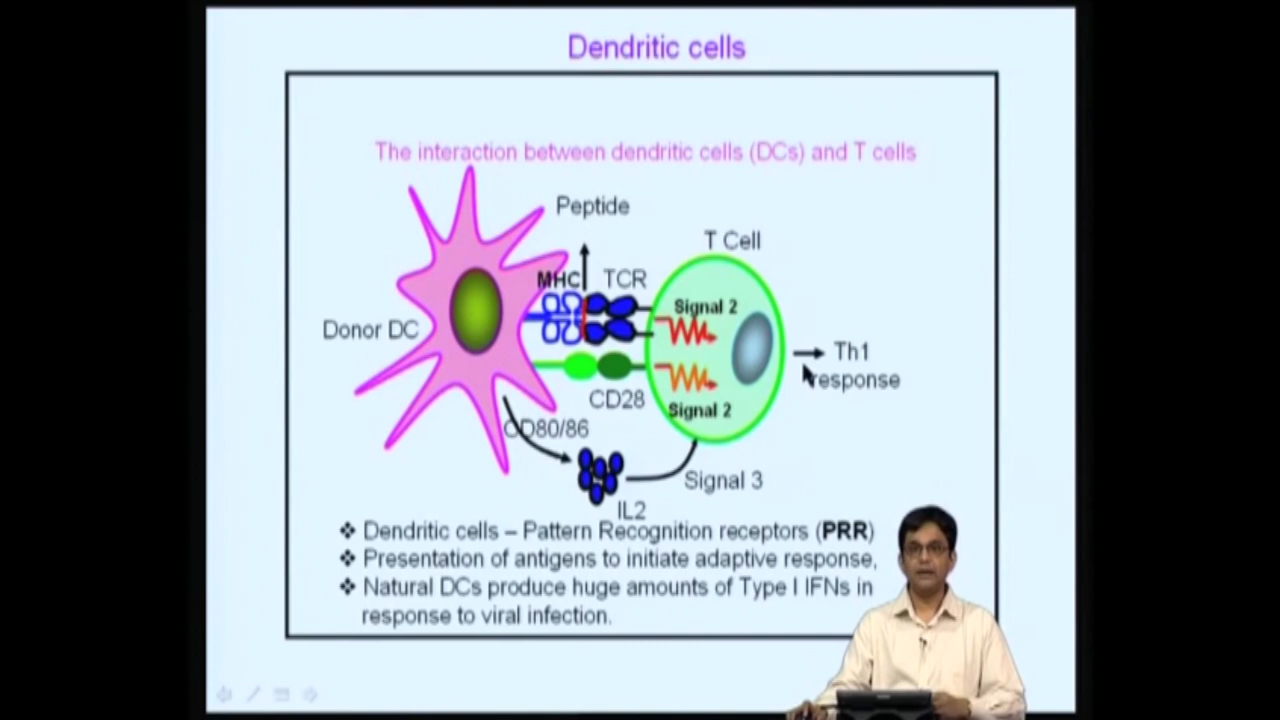 Dendritic cells
The interaction between dendritic cells (DCs) and T cells
Peptide
T Cell
MHC
TCR
Signal 2
Donor DC
Th1
response
CD28
Signal 2
CD80/86
Signal 3
IL2
❖ Dendritic cells – Pattern Recognition receptors (PRR)
❖ Presentation of antigens to initiate adaptive response,
❖ Natural DCs produce huge amounts of Type I IFNs in
response to viral infection.